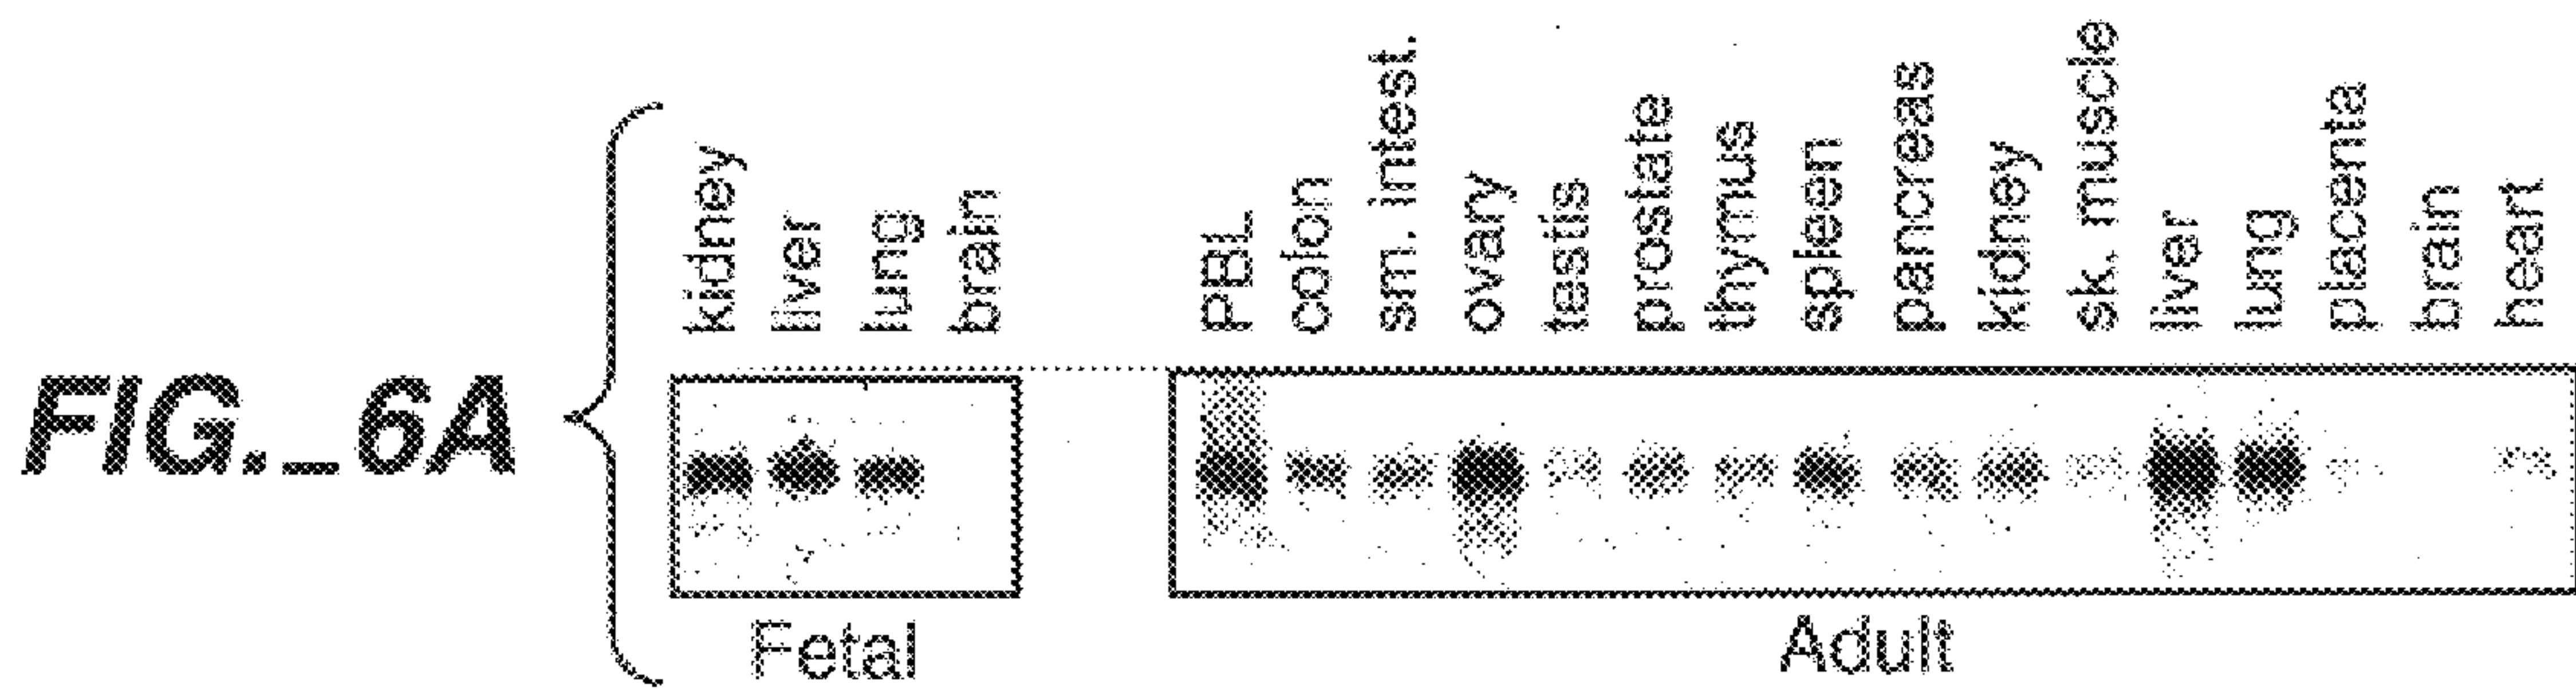 FIG._6A
kidney
liver
lung
brain
PBL
colon
sm. intest.
ovary
testis
prostate
thymus
spleen
pancreas
kidney
sk. muscle
liver
lung
placenta
brain
heart
Fetal
Adult